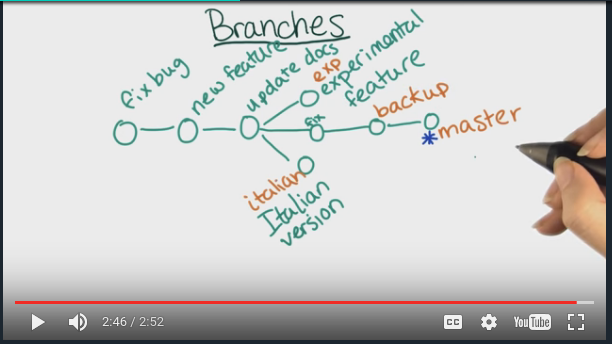 Branches
fix bug
new feature
update docs
exp
experimental
feature
fix
backup
*master
italian
Italian
version
2:46 / 2:52
CC
YouTube